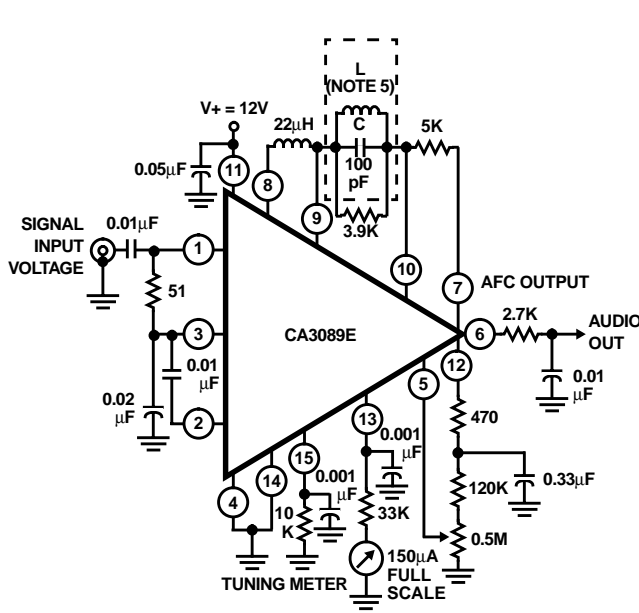 L
(NOTE 5)
V+ = 12V
22μH
C
5K
0.05μF
11
8
100
pF
9
3.9K
SIGNAL
INPUT
VOLTAGE
0.01μF
1
10
7
AFC OUTPUT
51
2.7K
3
CA3089E
6
AUDIO
OUT
0.01
μF
12
0.01
μF
0.02
μF
5
2
13
470
0.001
μF
15
0.001
μF
14
4
0.33μF
10
K
33K
120K
0.5M
150μA
FULL
SCALE
TUNING METER